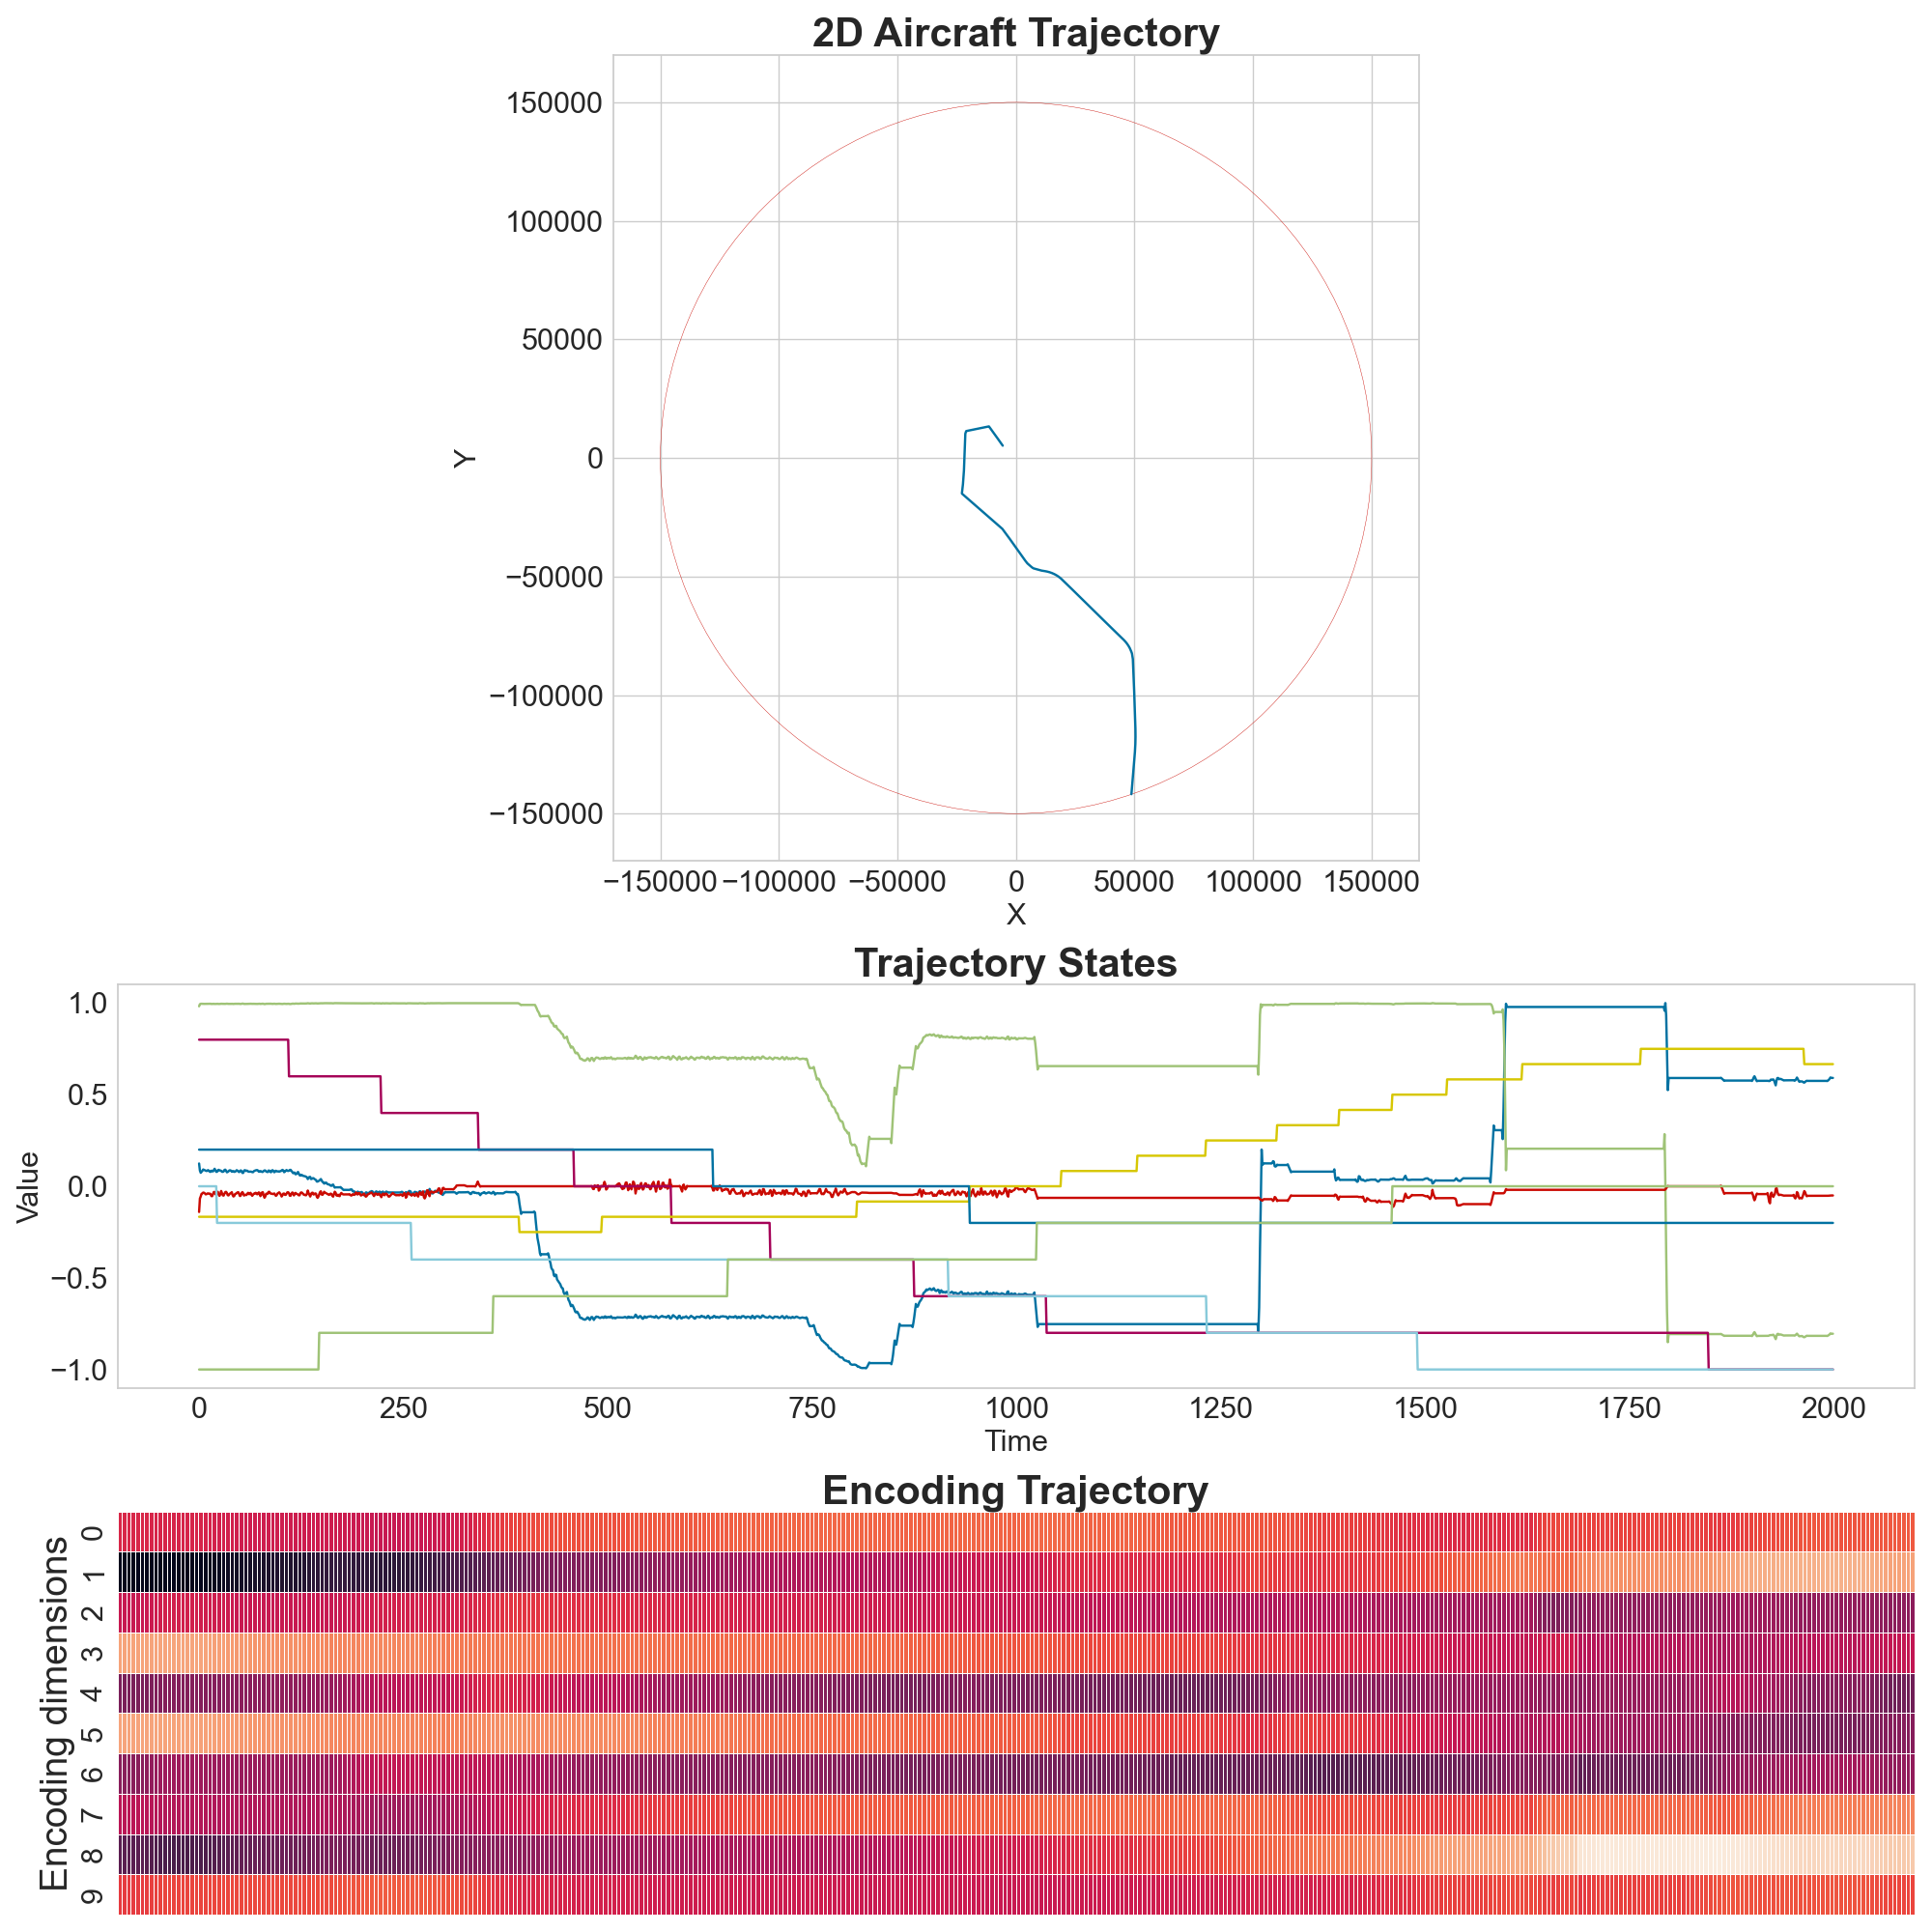 2D Aircraft Trajectory
150000
100000
50000
Y
0
−50000
−100000
−150000
−150000 −100000 −50000 0 50000 100000 150000
X
Trajectory States
1.0
0.5
Value
0.0
−0.5
−1.0
0 250 500 750 1000 1250 1500 1750 2000
Time
Encoding Trajectory
Encoding dimensions
0
1
2
3
4
5
6
7
8
9